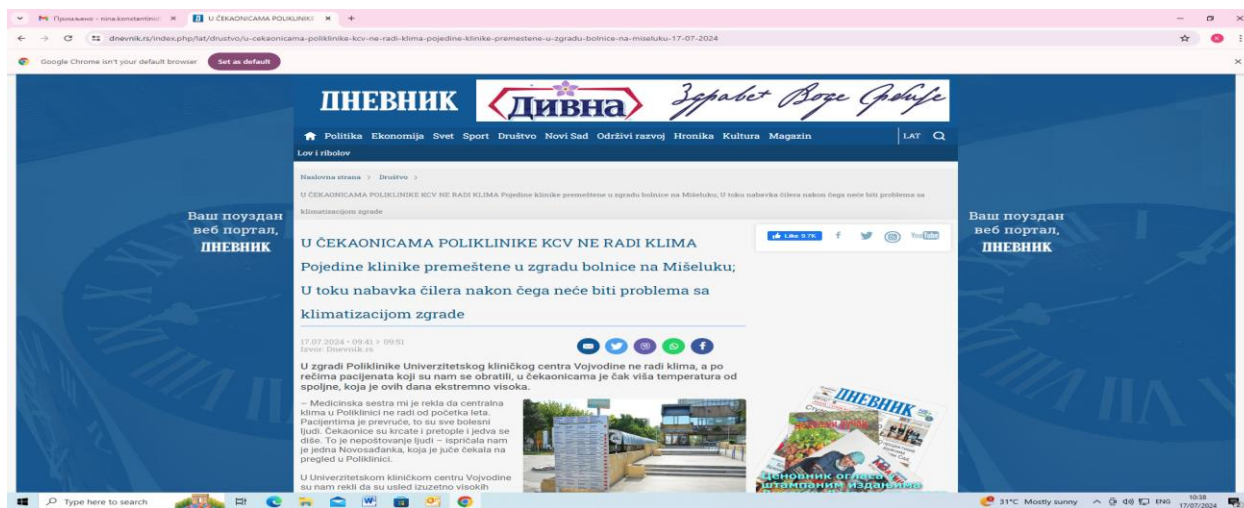 Примљено - nina.konstantinic
U ČEKAONICAMA POLIKLINIKE
dnevnik.rs/index.php/lat/drustvo/u-cekaonicama-poliklinike-kcv-ne-radi-klima-pojedine-klinike-premestene-u-zgradu-bolnice-na-miseluku-17-07-2024
Google Chrome isn't your default browser
Set as default
ДНЕВНИК
Дивна
Здравље Воде Србије
Politika Ekonomija Svet Sport Društvo Novi Sad Održivi razvoj Hronika Kultura Magazin
LAT
Lov i ribolov
Naslovna strana > Društvo >
U ČEKAONICAMA POLIKLINIKE KCV NE RADI KLIMA Pojedine klinike premeštene u zgradu bolnice na Mišeluku; U toku nabavka čilera nakon čega neće biti problema sa
klimatizacijom zgrade
Ваш поуздан
веб портал,
ДНЕВНИК
U ČEKAONICAMA POLIKLINIKE KCV NE RADI KLIMA
Pojedine klinike premeštene u zgradu bolnice na Mišeluku;
U toku nabavka čilera nakon čega neće biti problema sa
klimatizacijom zgrade
Like 9.7K
YouTube
Ваш поуздан
веб портал,
ДНЕВНИК
17.07.2024 · 09:41 > 09:51
Izvor: Dnevnik.rs
U zgradi Poliklinike Univerzitetskog kliničkog centra Vojvodine ne radi klima, a po
rečima pacijenata koji su nam se obratili, u čekaonicama je čak viša temperatura od
spoljne, koja je ovih dana ekstremno visoka.
– Medicinska sestra mi je rekla da centralna
klima u Poliklinici ne radi od početka leta.
Pacijentima je prevruće, to su sve bolesni
ljudi. Čekaonice su krcate i pretople i jedva se
diše. To je nepoštovanje ljudi – ispričala nam
je jedna Novosađanka, koja je juče čekala na
pregled u Poliklinici.
U Univerzitetskom kliničkom centru Vojvodine
su nam rekli da su usled izuzetno visokih
ДНЕВНИК
Ценовник огласа у
штампаним издањима
Type here to search
31°C Mostly sunny
ENG
10:38
17/07/2024